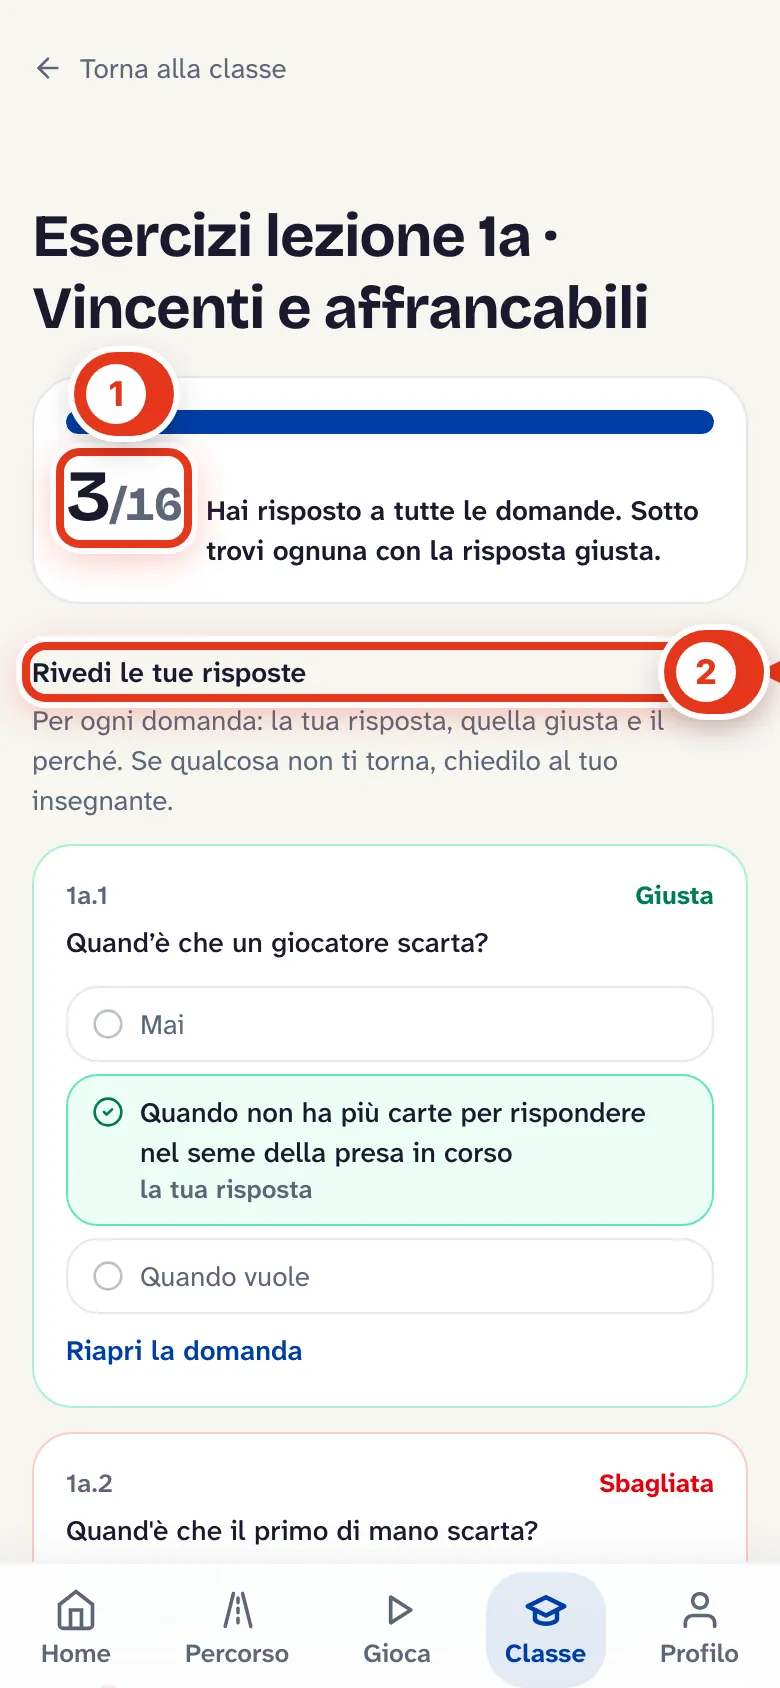 Torna alla classe
Esercizi lezione 1a ·
Vincenti e affrancabili
1
3/16
Hai risposto a tutte le domande. Sotto
trovi ognuna con la risposta giusta.
Rivedi le tue risposte
2
Per ogni domanda: la tua risposta, quella giusta e il
perché. Se qualcosa non ti torna, chiedilo al tuo
insegnante.
1a.1
Giusta
Quand’è che un giocatore scarta?
Mai
Quando non ha più carte per rispondere
nel seme della presa in corso
la tua risposta
Quando vuole
Riapri la domanda
1a.2
Sbagliata
Quand'è che il primo di mano scarta?
Home
Percorso
Gioca
Classe
Profilo